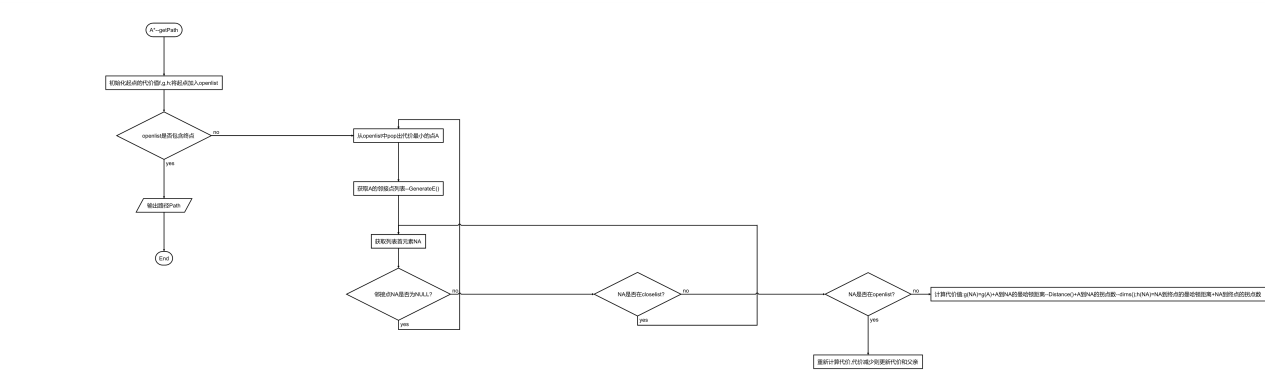 A*--getPath
初始化起点的代价值f,g,h;将起点加入openlist
openlist是否包含终点
no
yes
输出路径Path
End
从openlist中pop出代价最小的点A
获取A的邻接点列表--GenerateE()
获取列表首元素NA
邻接点NA是否为NULL?
no
yes
NA是否在closelist?
no
yes
NA是否在openlist?
no
yes
计算代价值:g(NA)=g(A)+A到NA的曼哈顿距离--Distance()+A到NA的拐点数--dirns();h(NA)=NA到终点的曼哈顿距离+NA到终点的拐点数
重新计算代价,代价减少则更新代价和父亲